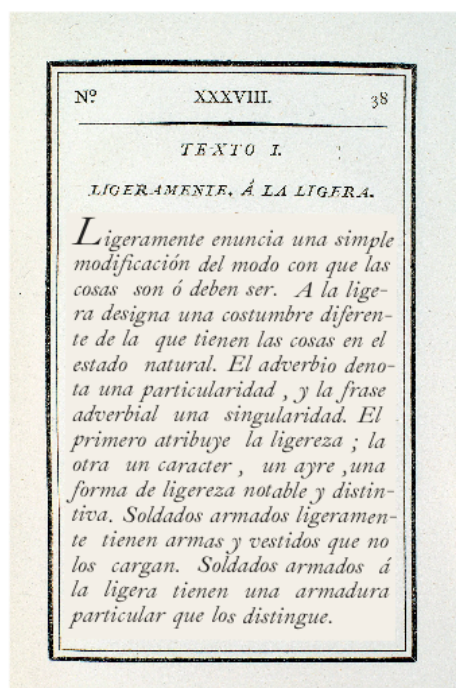 Nº XXXVIII. 38
TEXTO I.
LIGERAMENTE. Á LA LIGERA.
Ligeramente enuncia una simple
modificación del modo con que las
cosas son ó deben ser. A la lige-
ra designa una costumbre diferen-
te de la que tienen las cosas en el
estado natural. El adverbio deno-
ta una particularidad , y la frase
adverbial una singularidad. El
primero atribuye la ligereza ; la
otra un caracter , un ayre ,una
forma de ligereza notable y distin-
tiva. Soldados armados ligeramen-
te tienen armas y vestidos que no
los cargan. Soldados armados á
la ligera tienen una armadura
particular que los distingue.